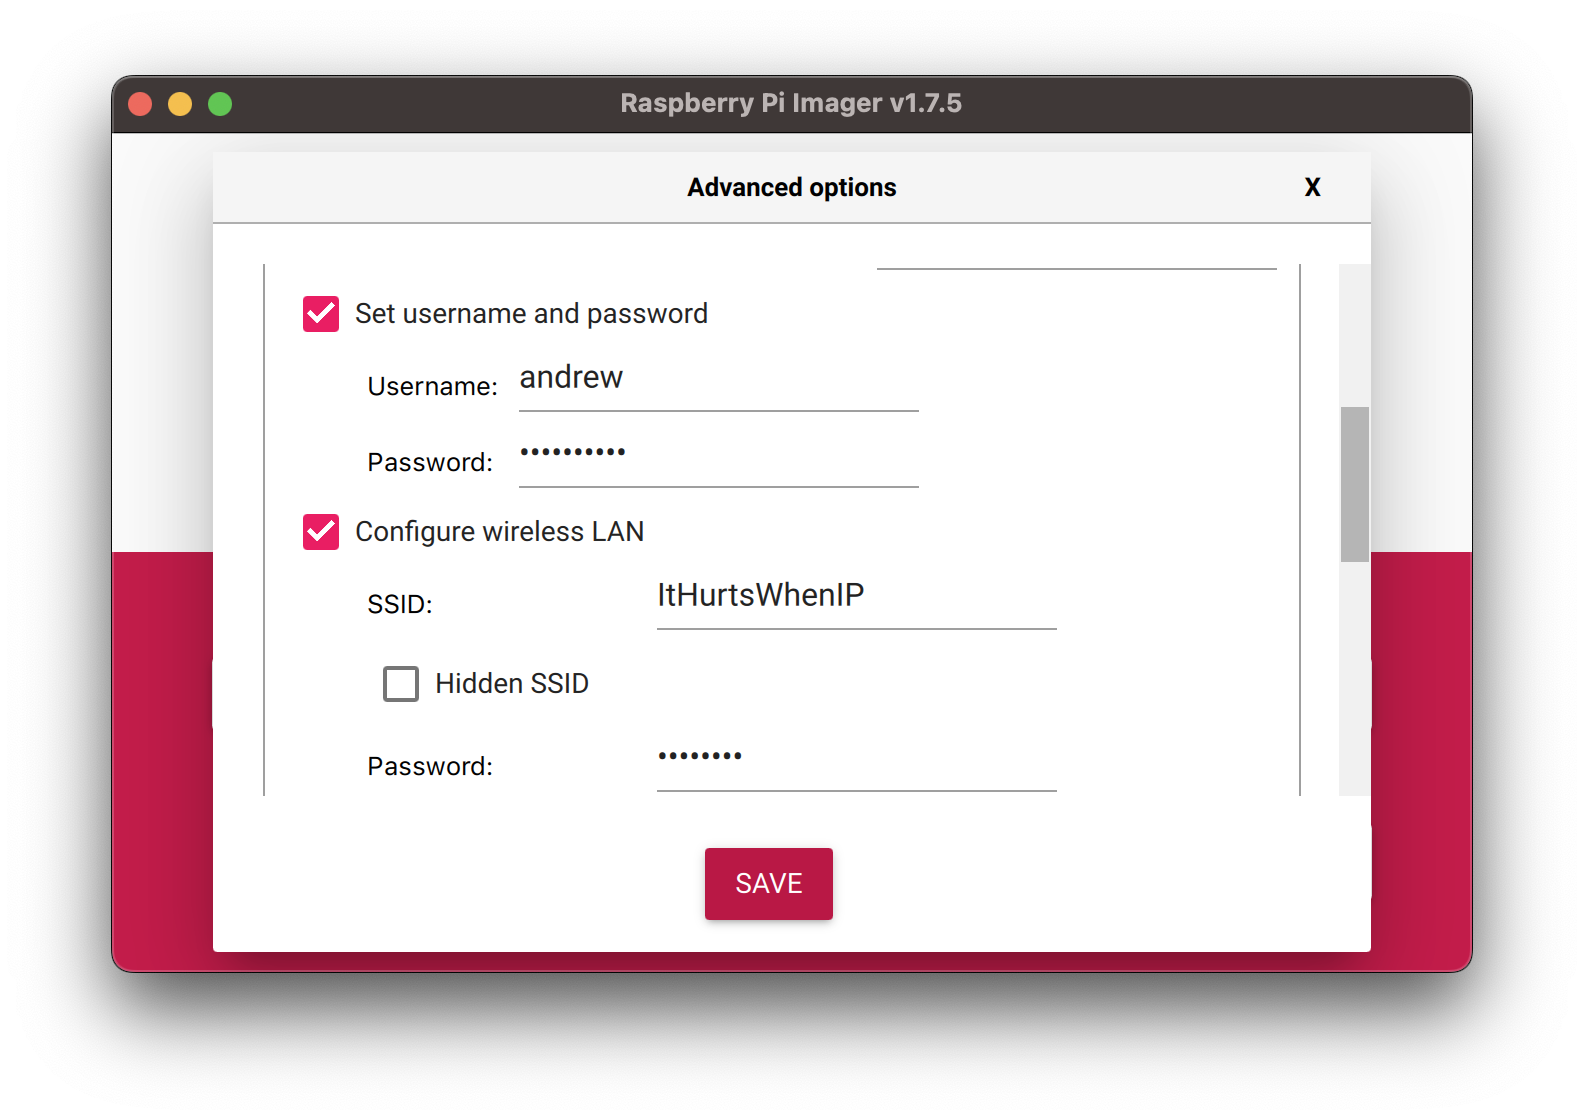 Raspberry Pi Imager v1.7.5
Advanced options X
Set username and password
Username: andrew
Password: ••••••••••
Configure wireless LAN
SSID: ItHurtsWhenIP
Hidden SSID
Password: ••••••••
SAVE